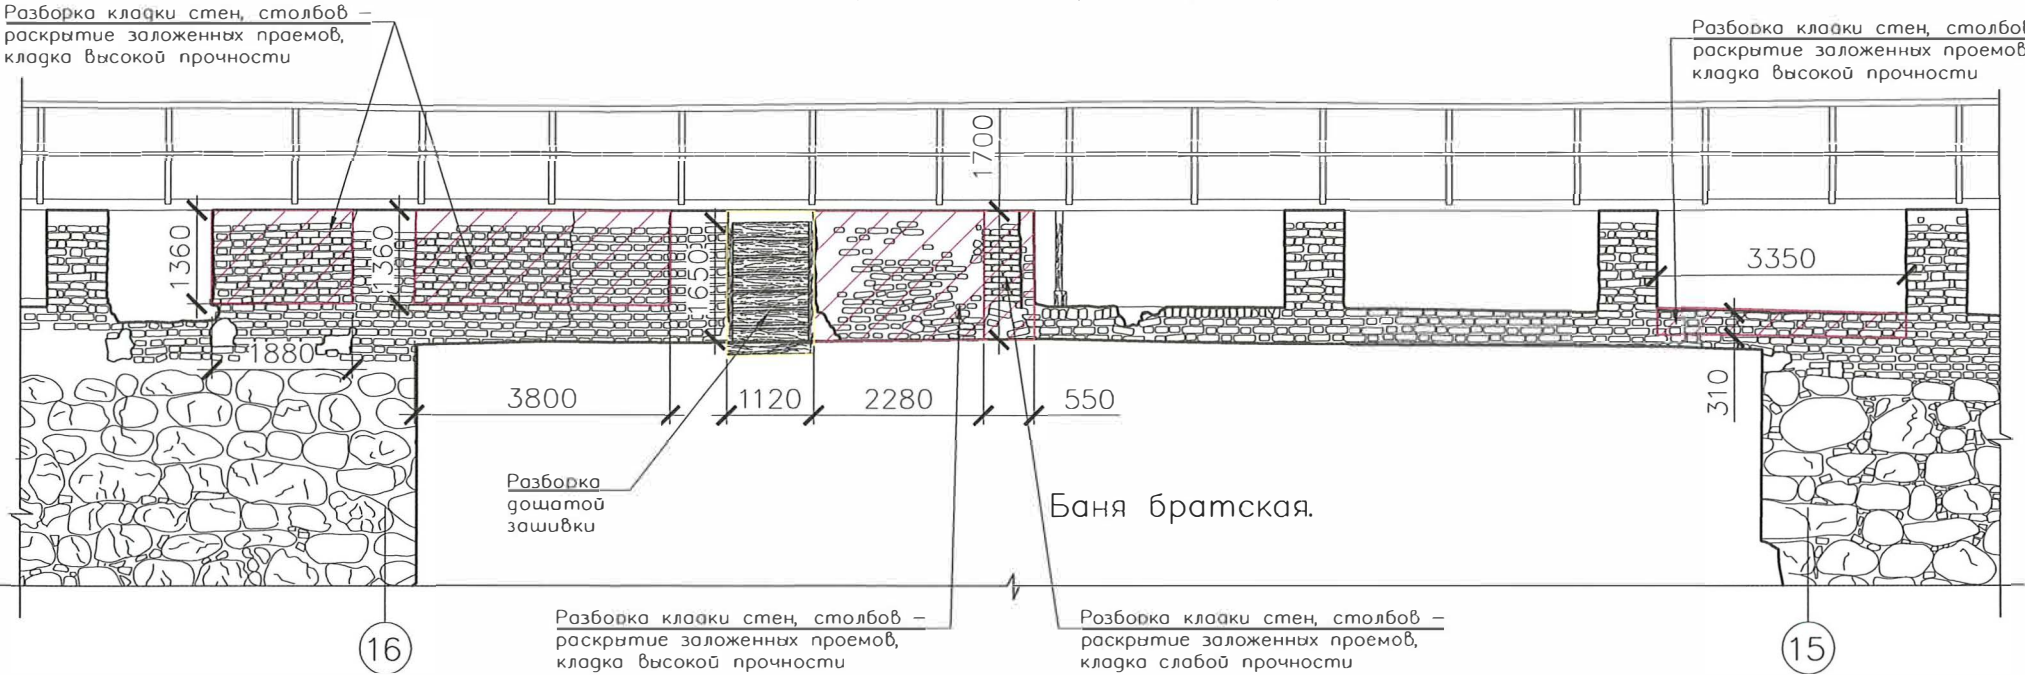 Разборка кладки стен, столбов –
раскрытие заложенных праемов,
кладка высокой прочности
Разборка кладки стен, столбов
раскрытие заложенных проемов
кладка высокой прочности
1700
1360
1360
1650
3350
1880
310
3800
1120
2280
550
Разборка
дощатой
зашивки
Баня братская.
Разборка кладки стен, столбов –
раскрытие заложенных проемов,
кладка высокой прочности
Разборка кладки стен, столбов –
раскрытие заложенных проемов,
кладка слабой прочности
16
15